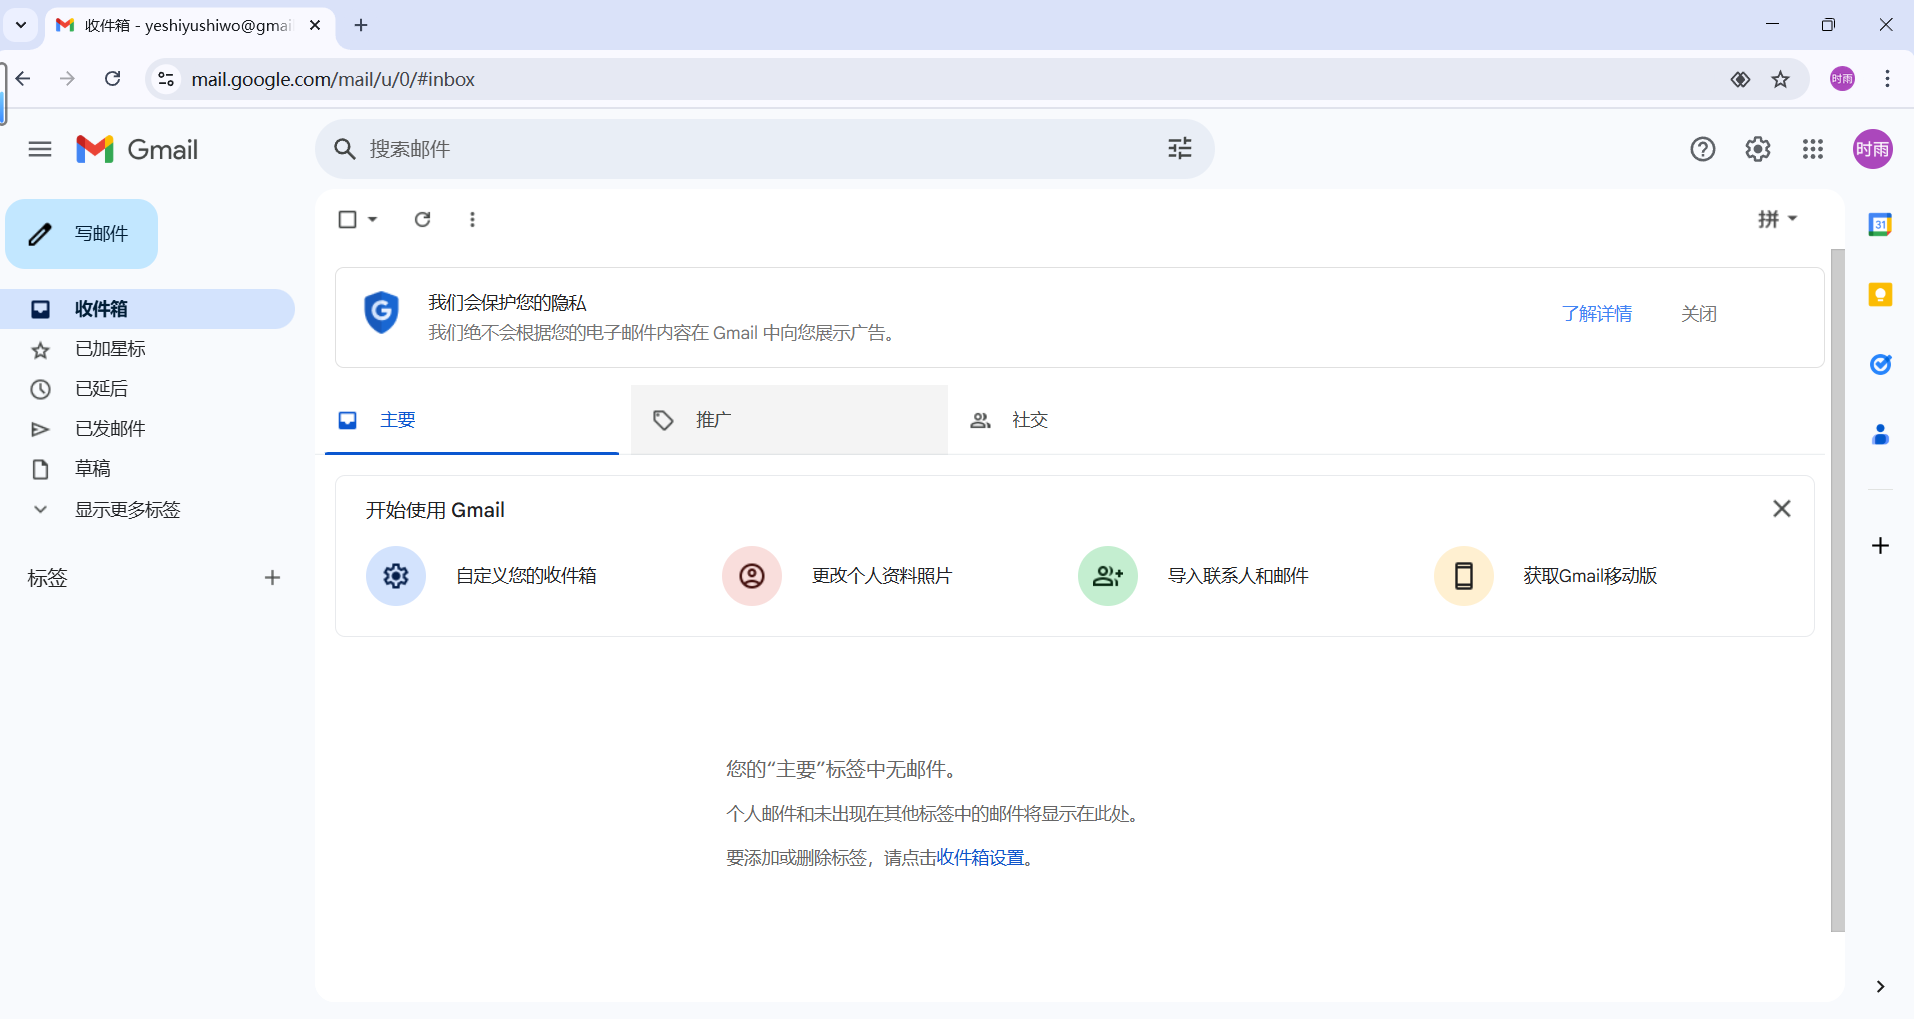 收件箱 - yeshiyushiwo@gmai
mail.google.com/mail/u/0/#inbox
时雨
Gmail
搜索邮件
时雨
写邮件
拼
收件箱
已加星标
已延后
已发邮件
草稿
显示更多标签
标签
我们会保护您的隐私
我们绝不会根据您的电子邮件内容在 Gmail 中向您展示广告。
了解详情
关闭
主要
推广
社交
开始使用 Gmail
自定义您的收件箱
更改个人资料照片
导入联系人和邮件
获取Gmail移动版
您的“主要”标签中无邮件。
个人邮件和未出现在其他标签中的邮件将显示在此处。
要添加或删除标签，请点击收件箱设置。
31